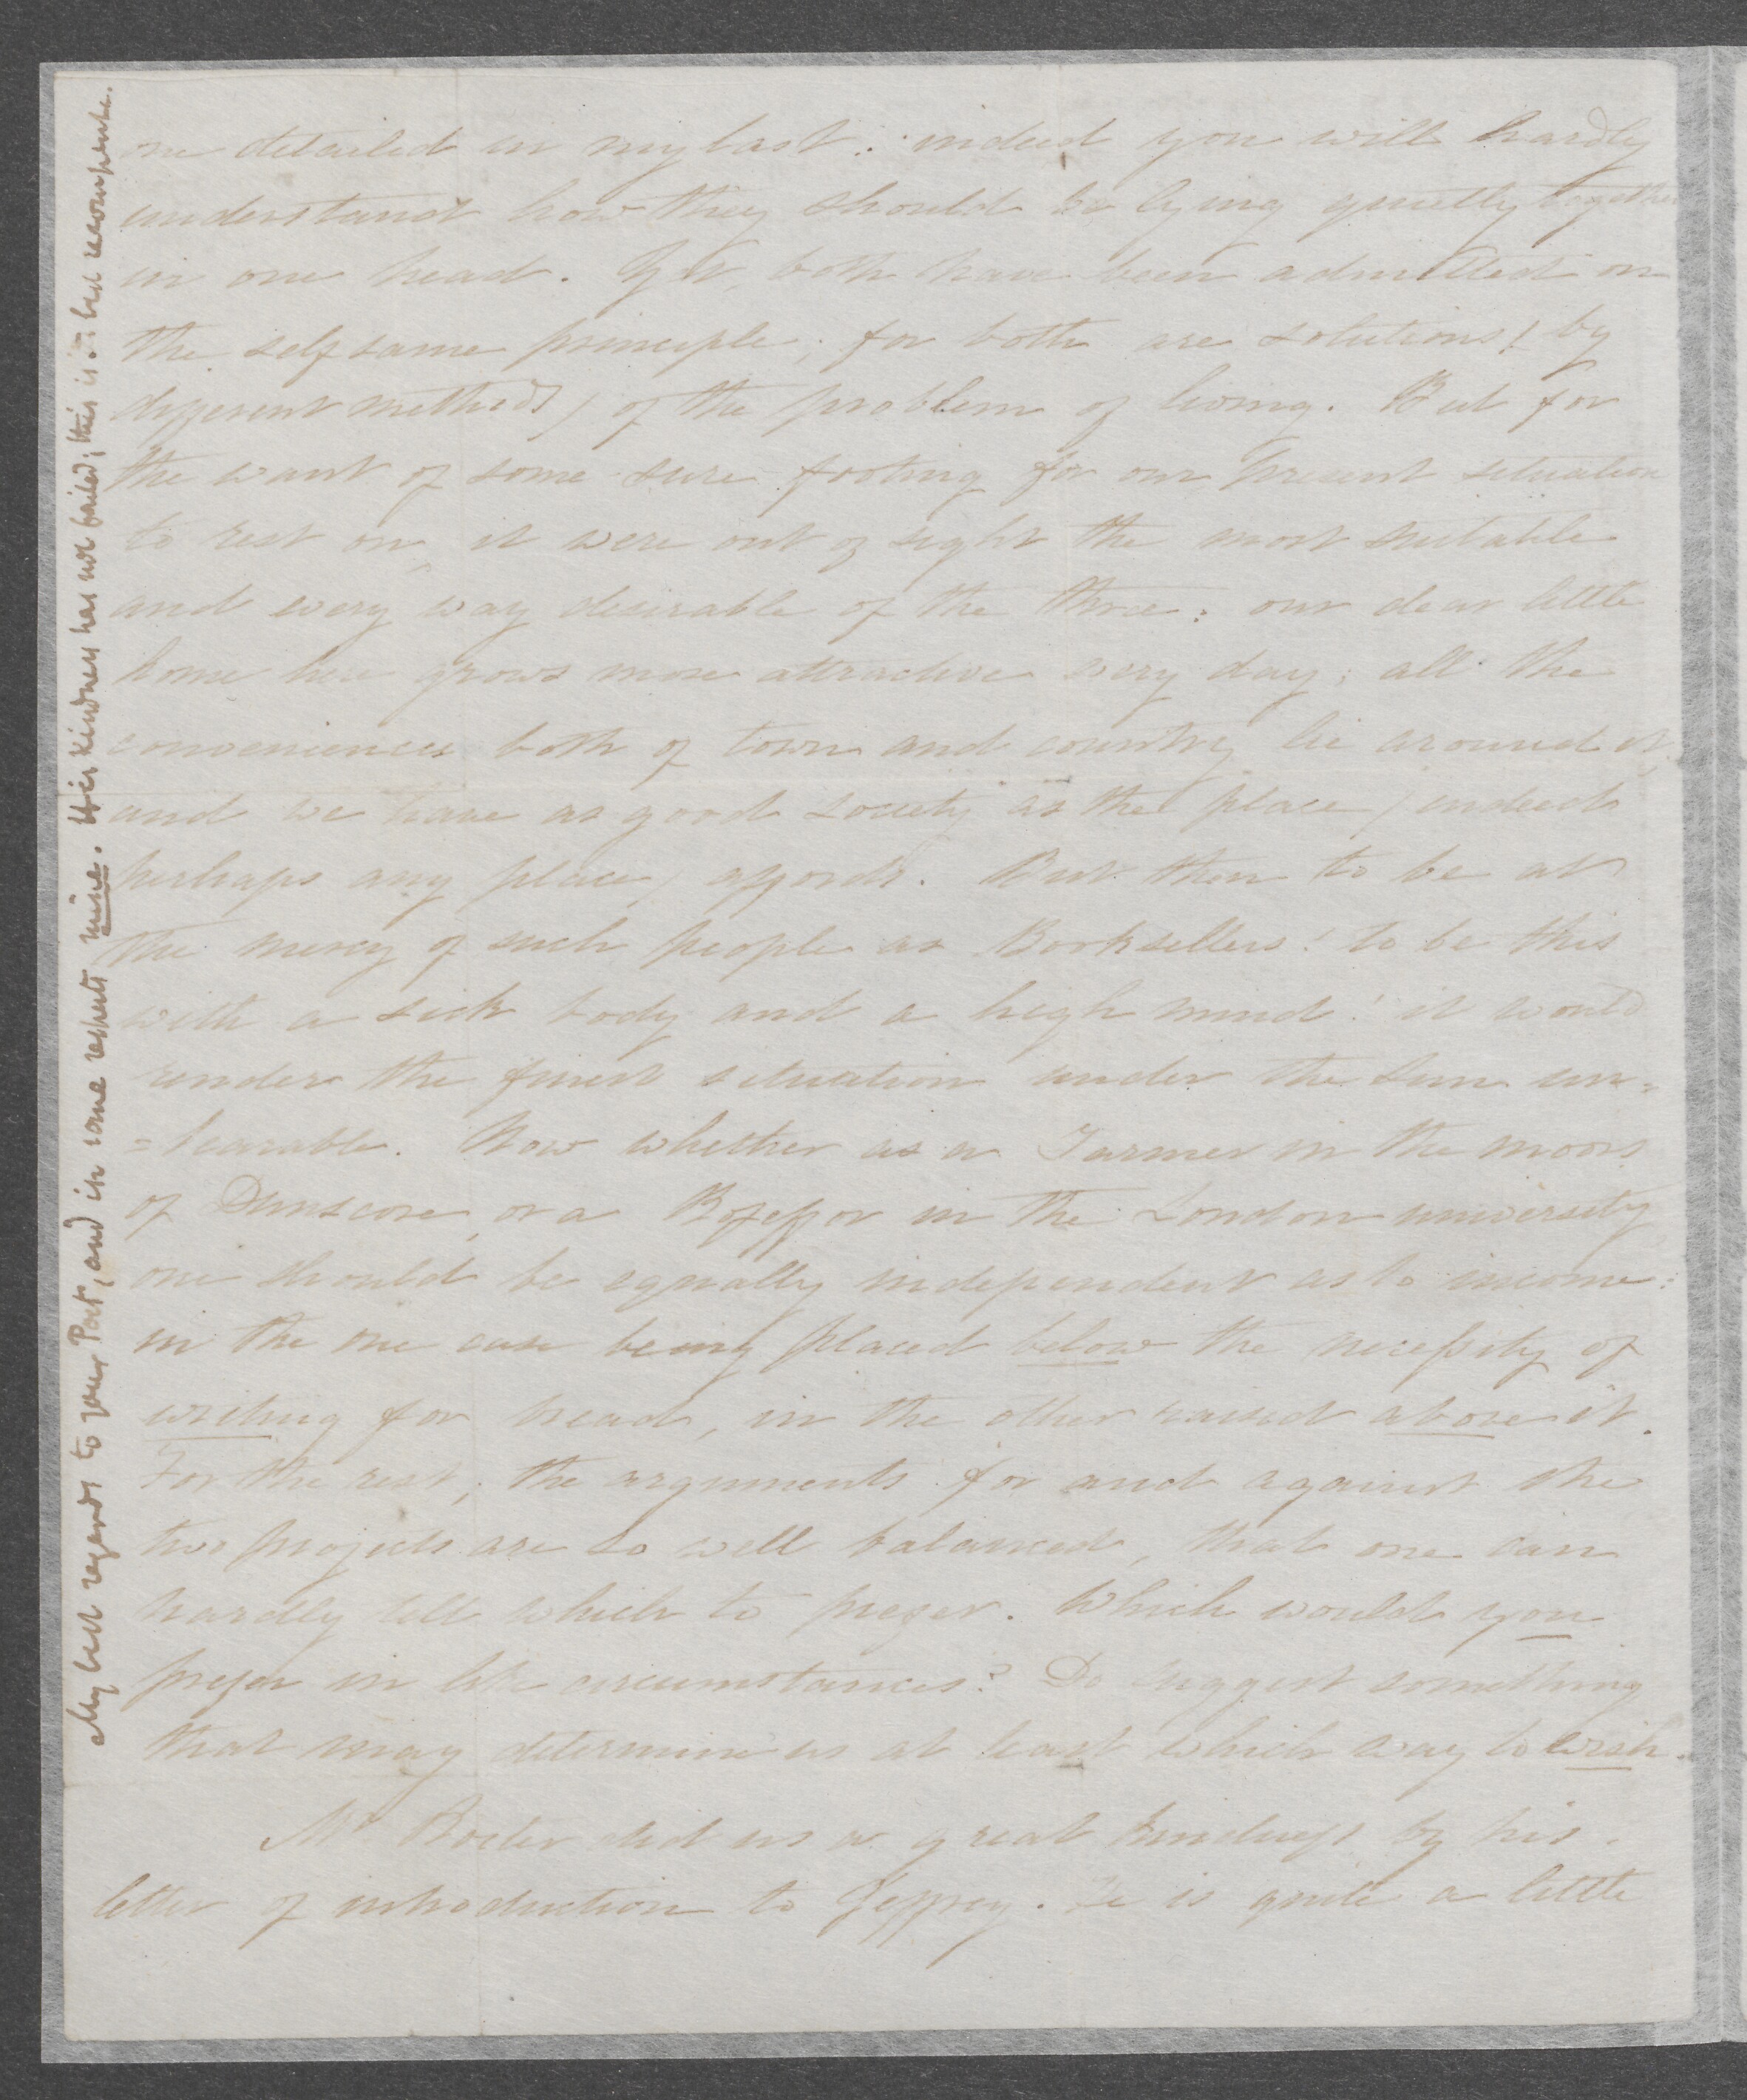 one detailed in my last: indeed you will hardly
understand how they should be lying quietly together
in one head. Yet, both have been admitted on
the selfsame principle; for both are solutions (by
different methods) of the problem of living. But for
the want of some sure footing for our present situation
to rest on, it were out of sight the most suitable
and every way desirable of the three: our dear little
home here grows more attractive every day; all the
conveniences both of town and country lie around it,
and we have as good society as the place (indeed
perhaps any place) affords. But then to be at
the mercy of such people as Booksellers! to be this
with a sick body and a high mind! it would
render the finest situation under the sun un=
=bearable. Now whether as a Farmer in the moors
of Dunscore, or a Professor in the London university
one should be equally independent as to income:
in the one case being placed below the necessity of
writing for bread, in the other raised above it.
For the rest, the arguments for and against the
two projects are so well balanced, that one can
hardly tell which to prefer. Which would you
prefer in like circumstances? Do suggest something
that may determine us at least which way to wish.
Mr Procter did us a great kindness by his
letter of introduction to Jeffrey. He is quite a little
My best regards to your Poet, and in some respects mine. His kindness has not failed; this is its best recompense.